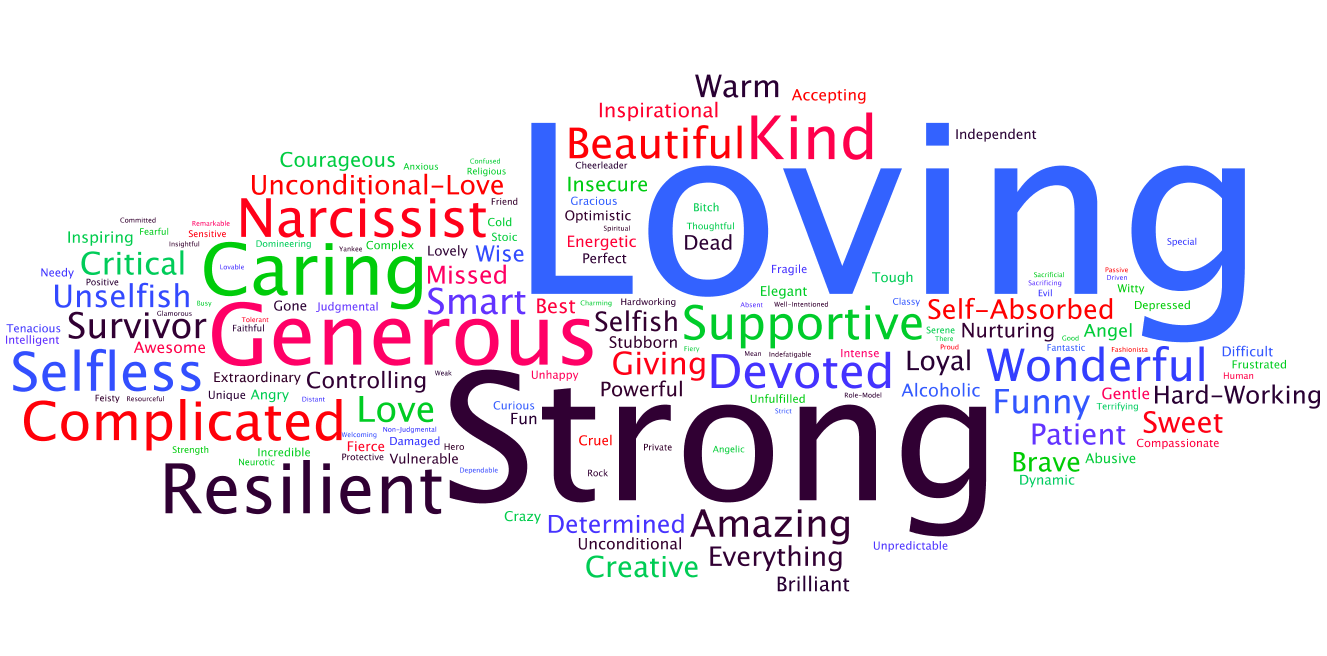 Warm
Accepting
Inspirational
Beautiful
Kind
Loving
Independent
Courageous
Anxious
Confused
Religious
Cheerleader
Unconditional-Love
Insecure
Gracious
Friend
Narcissist
Optimistic
Bitch
Committed
Remarkable
Fearful
Sensitive
Cold
Spiritual
Thoughtful
Inspiring
Insightful
Domineering
Yankee
Complex
Stoic
Energetic
Dead
Special
Lovely
Wise
Perfect
Critical
Caring
Lovable
Missed
Needy
Positive
Fragile
Tough
Sacrificial
Sacrificing
Passive
Driven
Unselfish
Busy
Elegant
Evil
Witty
Glamorous
Gone
Judgmental
Smart
Best
Charming
Hardworking
Absent
Well-intentioned
Classy
Self-Absorbed
Depressed
Tenacious
Intelligent
Survivor
Tolerant
Faithful
Generous
Selfish
Supportive
Serene
There
Nurturing
Good
Angel
Awesome
Stubborn
Fiery
Mean
Indefatigable
Intense
Proud
Fantastic
Fashionista
Difficult
Selfless
Extraordinary
Controlling
Weak
Unhappy
Giving
Devoted
Loyal
Wonderful
Frustrated
Human
Feisty
Resourceful
Unique
Angry
Distant
Powerful
Unfulfilled
Role-Model
Alcoholic
Funny
Gentle
Hard-Working
Complicated
Love
Strong
Curious
Fun
Strict
Terrifying
Welcoming
Non-Judgmental
Patient
Sweet
Strength
Incredible
Fierce
Damaged
Hero
Cruel
Private
Angelic
Compassionate
Neurotic
Protective
Vulnerable
Dependable
Rock
Brave
Abusive
Resilient
Dynamic
Crazy
Determined
Amazing
Unconditional
Everything
Unpredictable
Creative
Brilliant